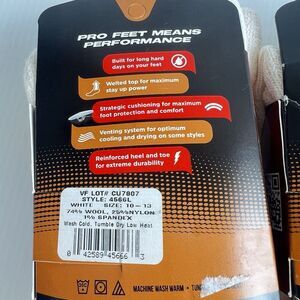 PRO FEET MEANS
PERFORMANCE
Built for long hard
days on your feet
Welted top for maximum
stay up power
Strategic cushioning for maximum
foot protection and comfort
Venting system for optimum
cooling and drying on some styles
Reinforced heel and toe
for extreme durability
VF LOT# CU7807
STYLE: 4566L
WHITE SIZE: 10 - 13
74% WOOL, 25%NYLON
1% SPANDEX
Wash Cold, Tumble Dry Low Heat
0 42589 45666 3
MACHINE WASH WARM • TUM